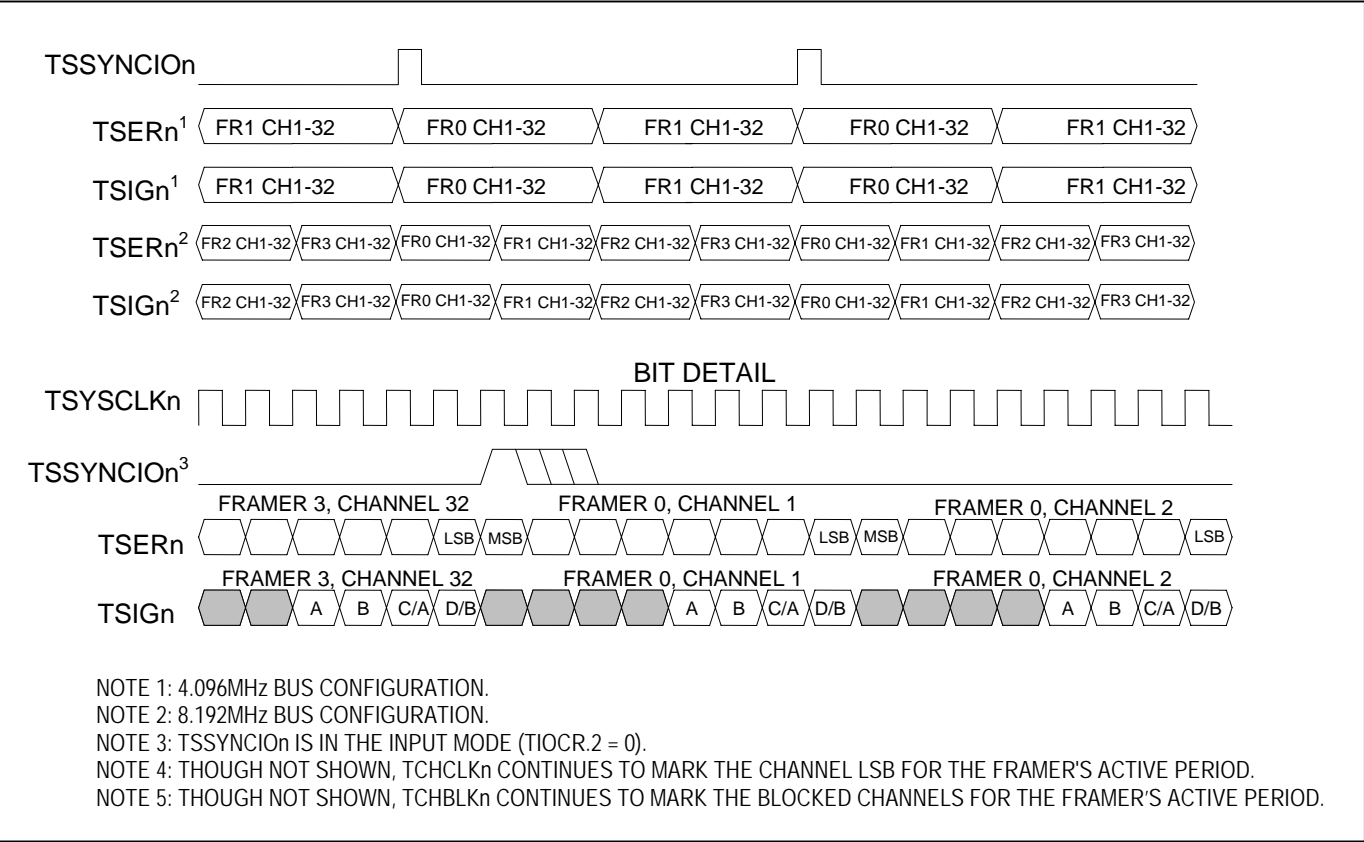 TSSYNCIOn
TSERn1 FR1 CH1-32 FR0 CH1-32 FR1 CH1-32 FR0 CH1-32 FR1 CH1-32
TSIGn1 FR1 CH1-32 FR0 CH1-32 FR1 CH1-32 FR0 CH1-32 FR1 CH1-32
TSERn2 FR2 CH1-32 FR3 CH1-32 FR0 CH1-32 FR1 CH1-32 FR2 CH1-32 FR3 CH1-32 FR0 CH1-32 FR1 CH1-32 FR2 CH1-32 FR3 CH1-32
TSIGn2 FR2 CH1-32 FR3 CH1-32 FR0 CH1-32 FR1 CH1-32 FR2 CH1-32 FR3 CH1-32 FR0 CH1-32 FR1 CH1-32 FR2 CH1-32 FR3 CH1-32
BIT DETAIL
TSYSCLKn
TSSYNCIOn3
FRAMER 3, CHANNEL 32 FRAMER 0, CHANNEL 1 FRAMER 0, CHANNEL 2
TSERn LSB MSB LSB MSB LSB
FRAMER 3, CHANNEL 32 FRAMER 0, CHANNEL 1 FRAMER 0, CHANNEL 2
TSIGn A B C/A D/B A B C/A D/B A B C/A D/B
NOTE 1: 4.096MHz BUS CONFIGURATION.
NOTE 2: 8.192MHz BUS CONFIGURATION.
NOTE 3: TSSYNCIOn IS IN THE INPUT MODE (TIOCR.2 = 0).
NOTE 4: THOUGH NOT SHOWN, TCHCLKn CONTINUES TO MARK THE CHANNEL LSB FOR THE FRAMER'S ACTIVE PERIOD.
NOTE 5: THOUGH NOT SHOWN, TCHBLKn CONTINUES TO MARK THE BLOCKED CHANNELS FOR THE FRAMER’S ACTIVE PERIOD.